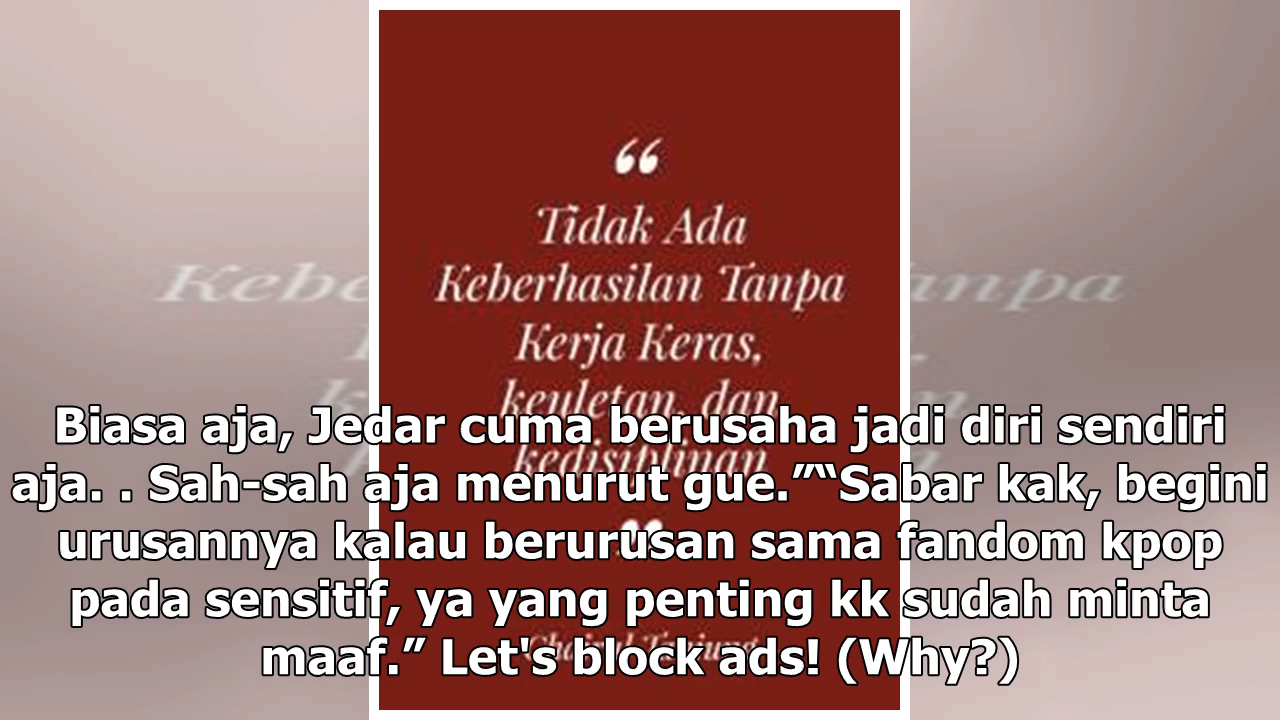 “
Tidak Ada
Keberhasilan Tanpa
Kerja Keras,
keuletan, dan
kedisiplinan
”
Chairul Tanjung
Biasa aja, Jedar cuma berusaha jadi diri sendiri
aja. . Sah-sah aja menurut gue.”“Sabar kak, begini
urusannya kalau berurusan sama fandom kpop
pada sensitif, ya yang penting kk sudah minta
maaf.” Let's block ads! (Why?)